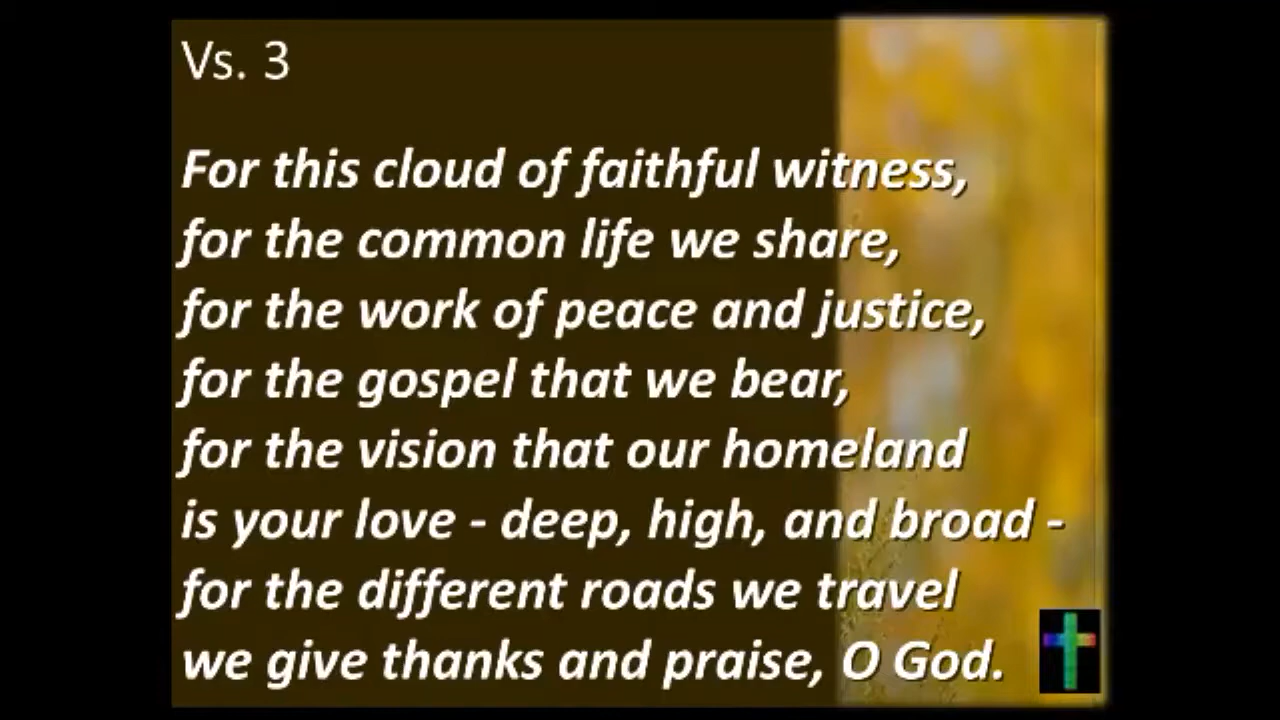 Vs. 3
For this cloud of faithful witness,
for the common life we share,
for the work of peace and justice,
for the gospel that we bear,
for the vision that our homeland
is your love - deep, high, and broad -
for the different roads we travel
we give thanks and praise, O God.